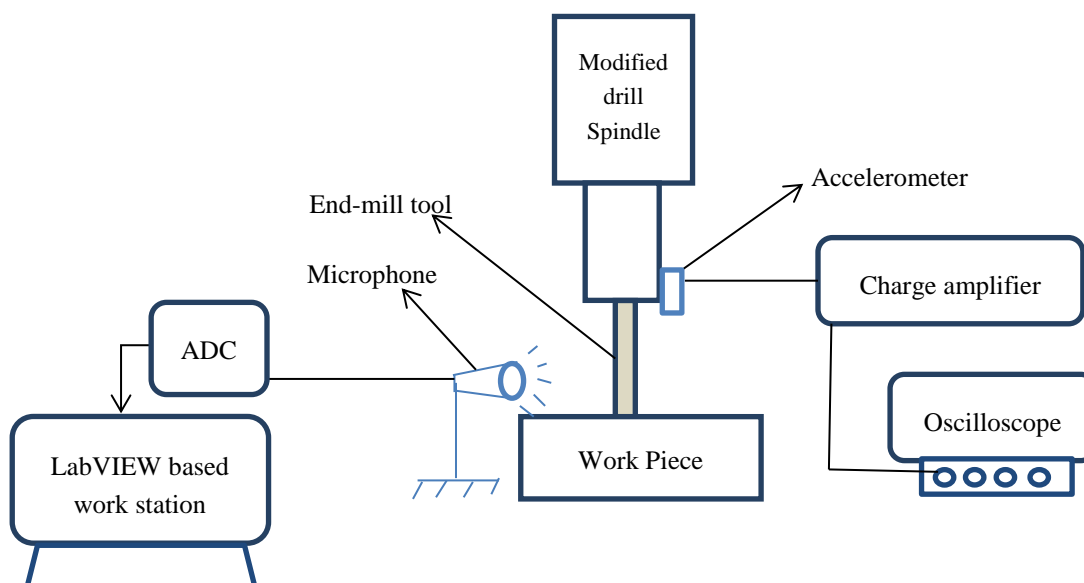 Modified
drill
Spindle
Accelerometer
End-mill tool
Microphone
Charge amplifier
ADC
Oscilloscope
Work Piece
LabVIEW based
work station